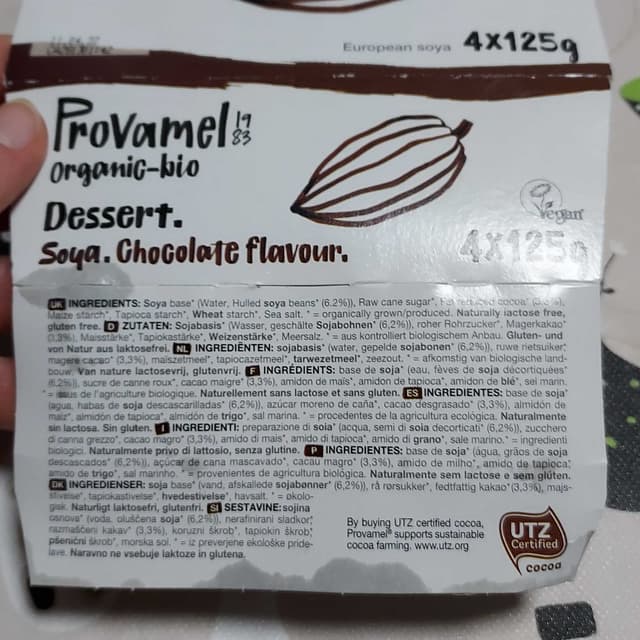 European soya 4x125g
Provamel 1983
organic-bio
Dessert.
Soya. Chocolate flavour.
Vegan
4x125g
UK INGREDIENTS: Soya base* (Water, Hulled soya beans* (6.2%)), Raw cane sugar*, cocoa* (3.3%),
Maize starch*, Tapioca starch*, Wheat starch*, Sea salt. * = organically grown/produced. Naturally lactose free,
gluten free. D ZUTATEN: Sojabasis* (Wasser, geschälte Sojabohnen* (6,2%)), roher Rohrzucker*, Magerkakao*
(3,3%), Maisstärke*, Tapiokastärke*, Weizenstärke*, Meersalz. * = aus kontrolliert biologischem Anbau. Gluten- und
von Natur aus laktosefrei. NL INGREDIËNTEN: sojabasis* (water, gepelde sojabonen* (6,2%)), ruwe rietsuiker*,
magere cacao* (3,3%), maïszetmeel*, tapiocazetmeel*, tarwezetmeel*, zeezout. * = afkomstig van biologische land-
bouw. Van nature lactosevrij, glutenvrij. F INGRÉDIENTS: base de soja* (eau, fèves de soja décortiquées*
(6,2%)), sucre de canne roux*, cacao maigre* (3,3%), amidon de maïs*, amidon de tapioca*, amidon de blé*, sel marin.
* = issus de l'agriculture biologique. Naturellement sans lactose et sans gluten. ES INGREDIENTES: base de soja*
(agua, habas de soja descascarilladas* (6,2%)), azúcar moreno de caña*, cacao desgrasado* (3,3%), almidón de
maíz*, almidón de tapioca*, almidón de trigo*, sal marina. * = procedentes de la agricultura ecológica. Naturalmente
sin lactosa. Sin gluten. I INGREDIENTI: preparazione di soia* (acqua, semi di soia decorticati* (6,2%)), zucchero
di canna grezzo*, cacao magro* (3,3%), amido di mais*, amido di tapioca*, amido di grano*, sale marino. * = ingredienti
biologici. Naturalmente privo di lattosio, senza glutine. P INGREDIENTES: base de soja* (água, grãos de soja
descascados* (6,2%)), açúcar de cana mascavado*, cacau magro* (3,3%), amido de milho*, amido de tapioca*,
amido de trigo*, sal marinho. * = provenientes de agricultura biológica. Naturalmente sem lactose e sem glúten.
DK INGREDIENSER: soja base* (vand, afskallede sojabønner* (6,2%)), rå rørsukker*, fedtfattig kakao* (3,3%), majs-
stivelse*, tapiokastivelse*, hvedestivelse*, havsalt. * = økolo-
gisk. Naturligt laktosefri, glutenfri. SI SESTAVINE: sojina
osnova* (voda, oluščena soja* (6,2%)), nerafinirani sladkor*,
razmaščeni kakav* (3,3%), koruzni škrob*, tapiokin škrob*,
pšenični škrob*, morska sol. * = iz preverjene ekološke pride-
lave. Naravno ne vsebuje laktoze in glutena.
By buying UTZ certified cocoa,
Provamel® supports sustainable
cocoa farming. www.utz.org
UTZ
Certified
cocoa